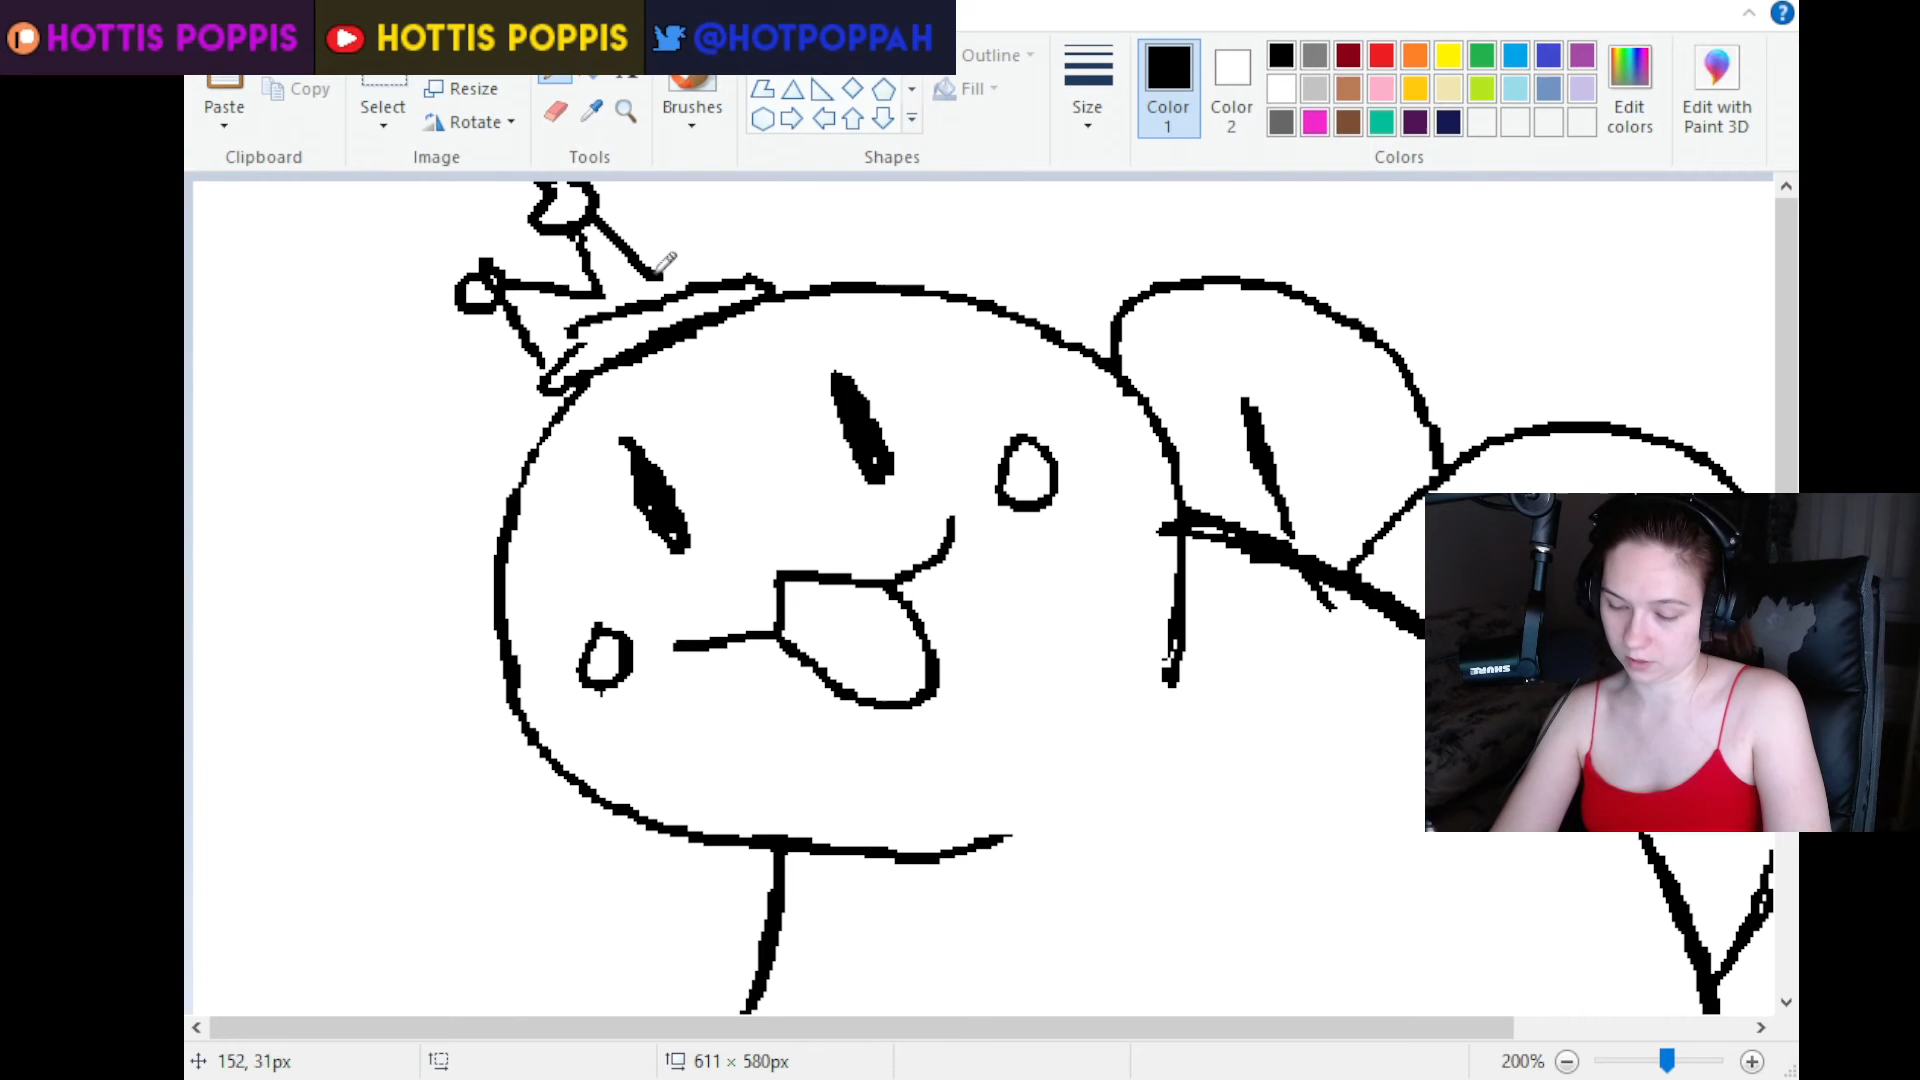 HOTTIS POPPIS HOTTIS POPPIS @HOTPOPPAH
Outline
Copy Resize Fill
Paste Select Rotate Brushes Size Color 1 Color 2 Edit colors Edit with Paint 3D
Clipboard Image Tools Shapes Colors
SHURE
152, 31px 611 × 580px 200%